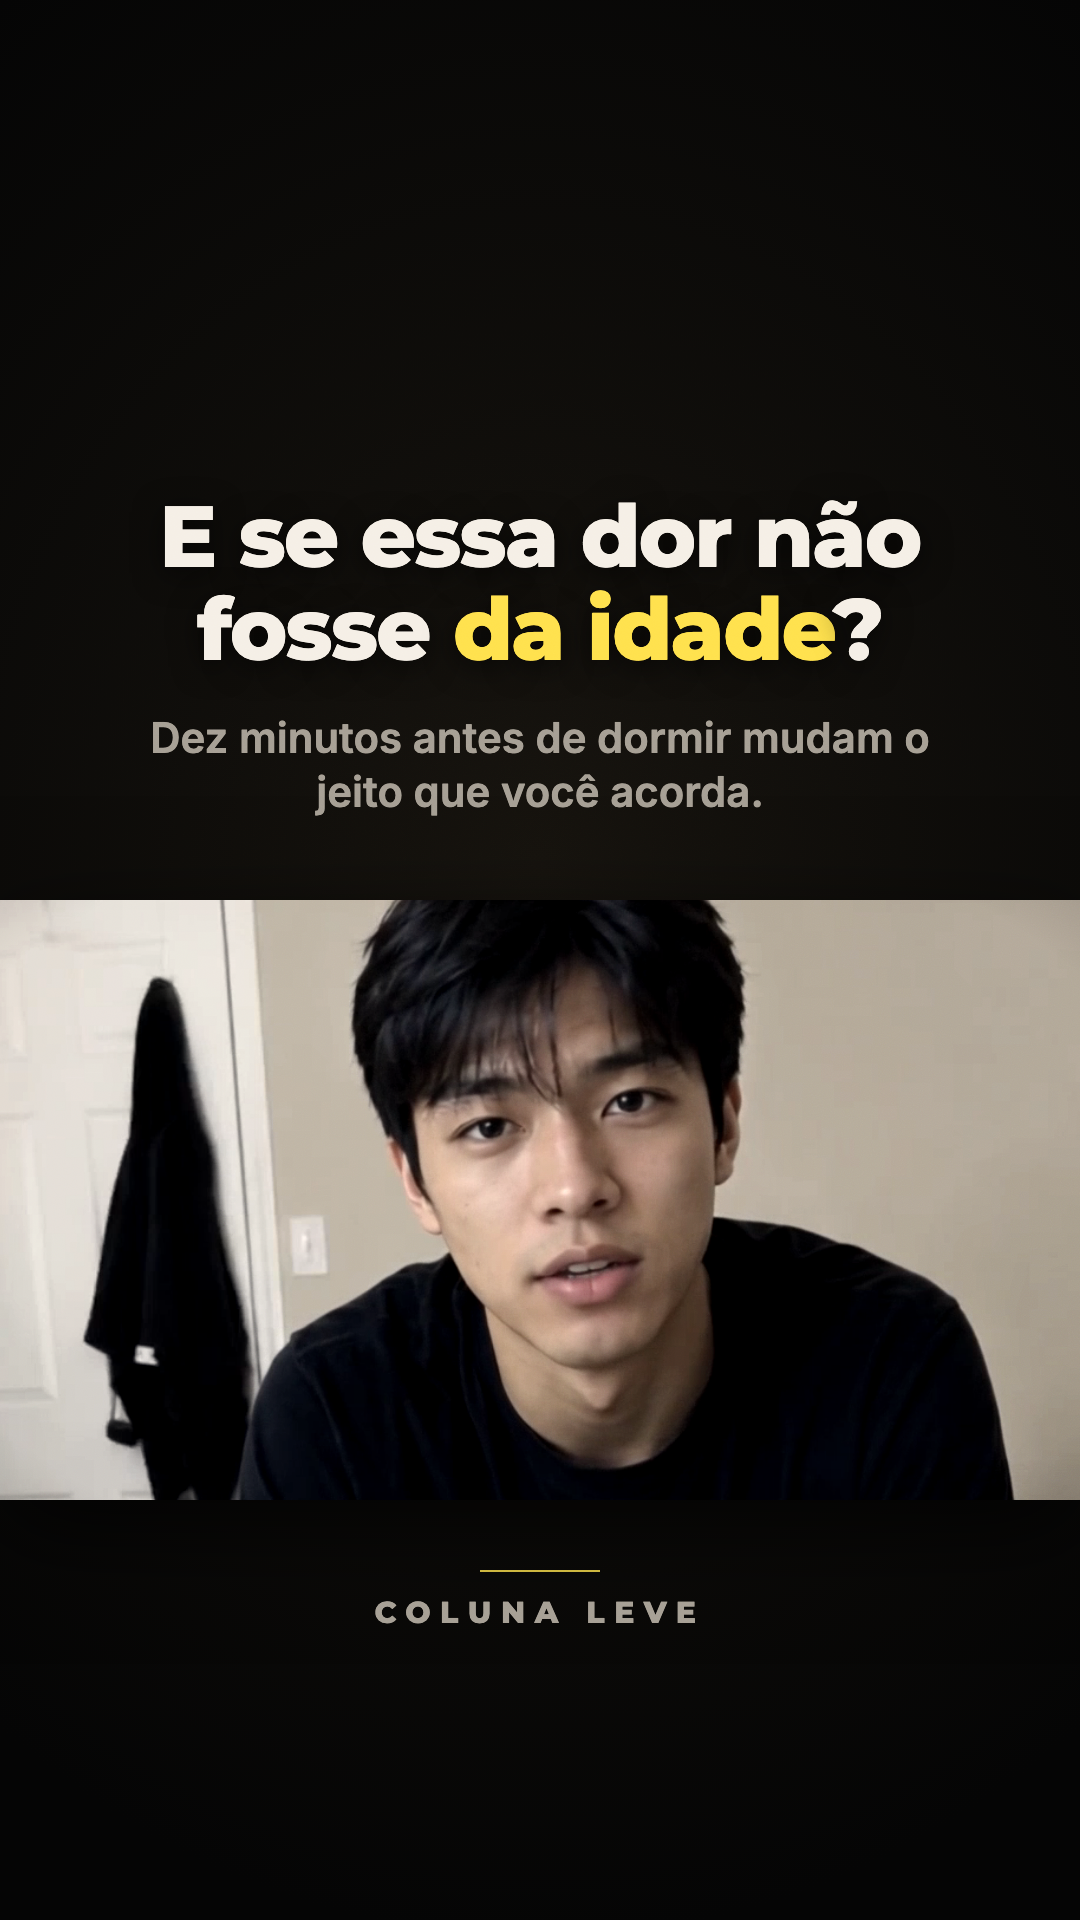 E se essa dor não
fosse da idade?
Dez minutos antes de dormir mudam o
jeito que você acorda.
COLUNA LEVE